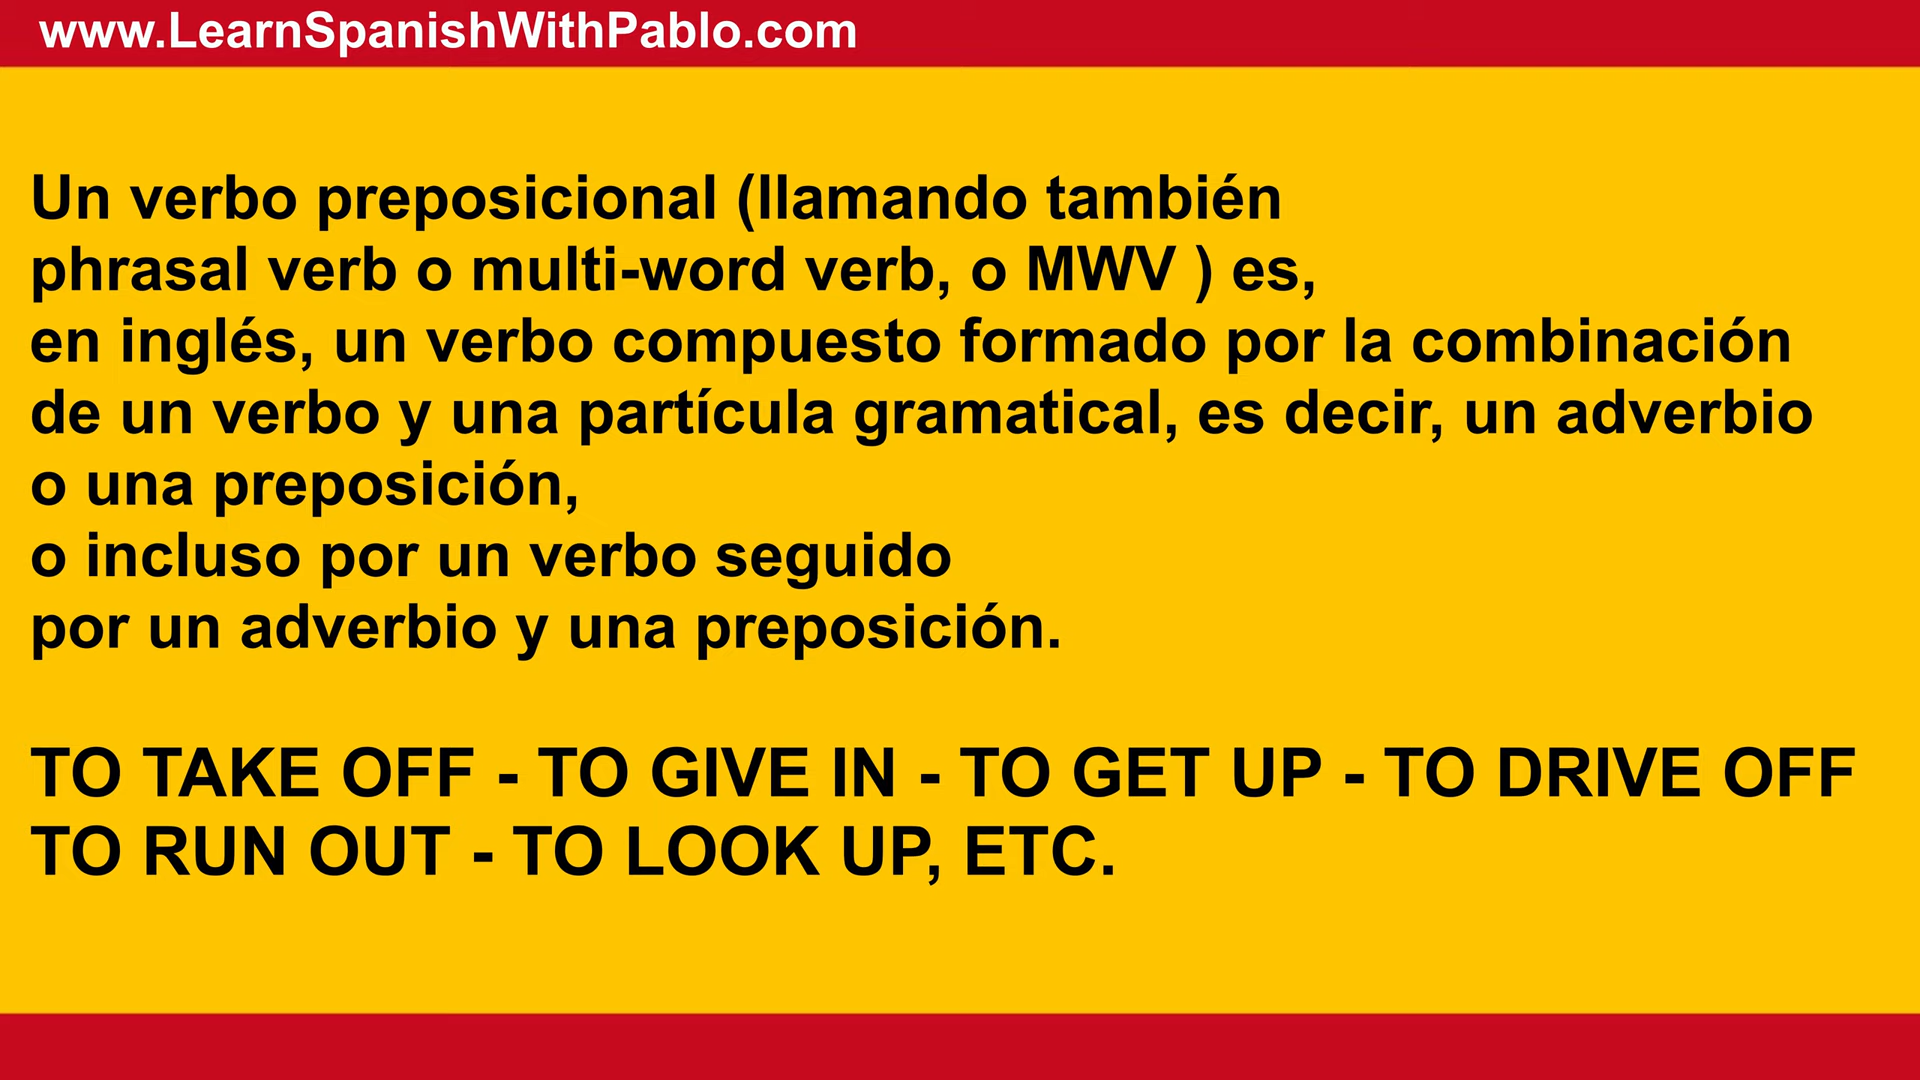 www.LearnSpanishWithPablo.com
Un verbo preposicional (llamando también
phrasal verb o multi-word verb, o MWV ) es,
en inglés, un verbo compuesto formado por la combinación
de un verbo y una partícula gramatical, es decir, un adverbio
o una preposición,
o incluso por un verbo seguido
por un adverbio y una preposición.
TO TAKE OFF - TO GIVE IN - TO GET UP - TO DRIVE OFF
TO RUN OUT - TO LOOK UP, ETC.